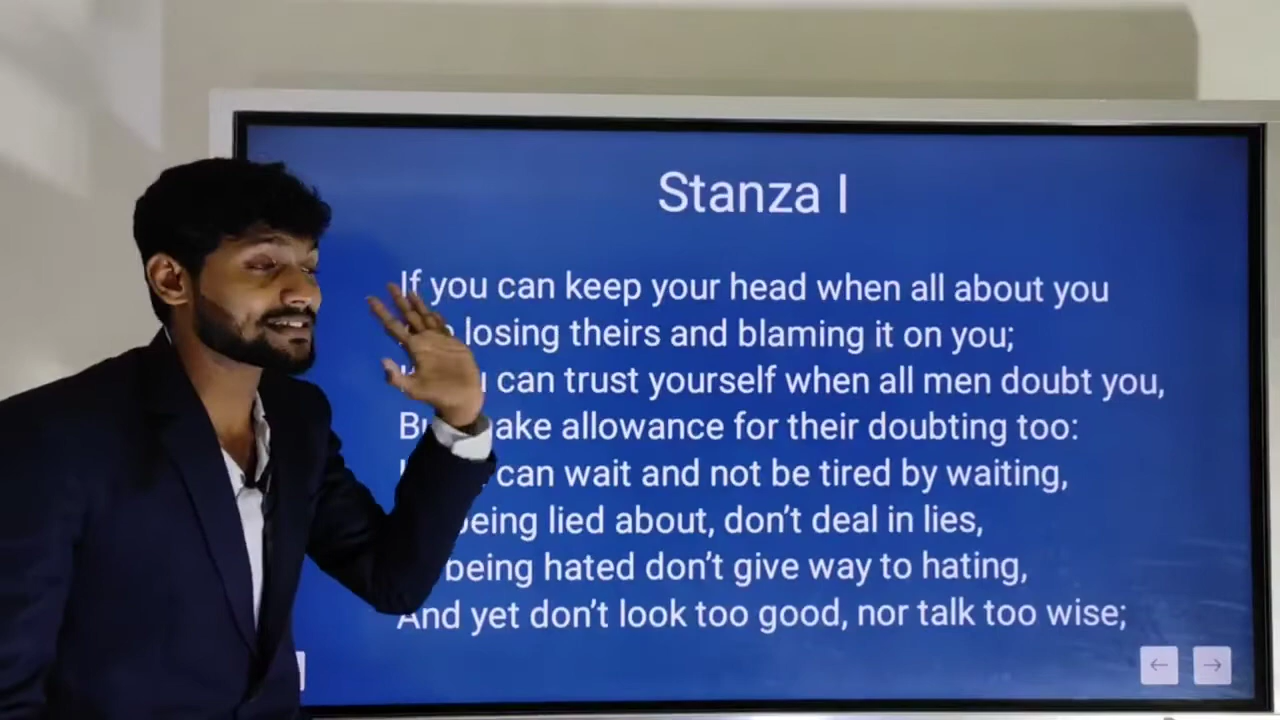 Stanza I
If you can keep your head when all about you
losing theirs and blaming it on you;
can trust yourself when all men doubt you,
allowance for their doubting too:
can wait and not be tired by waiting,
being lied about, don't deal in lies,
being hated don't give way to hating,
And yet don't look too good, nor talk too wise;